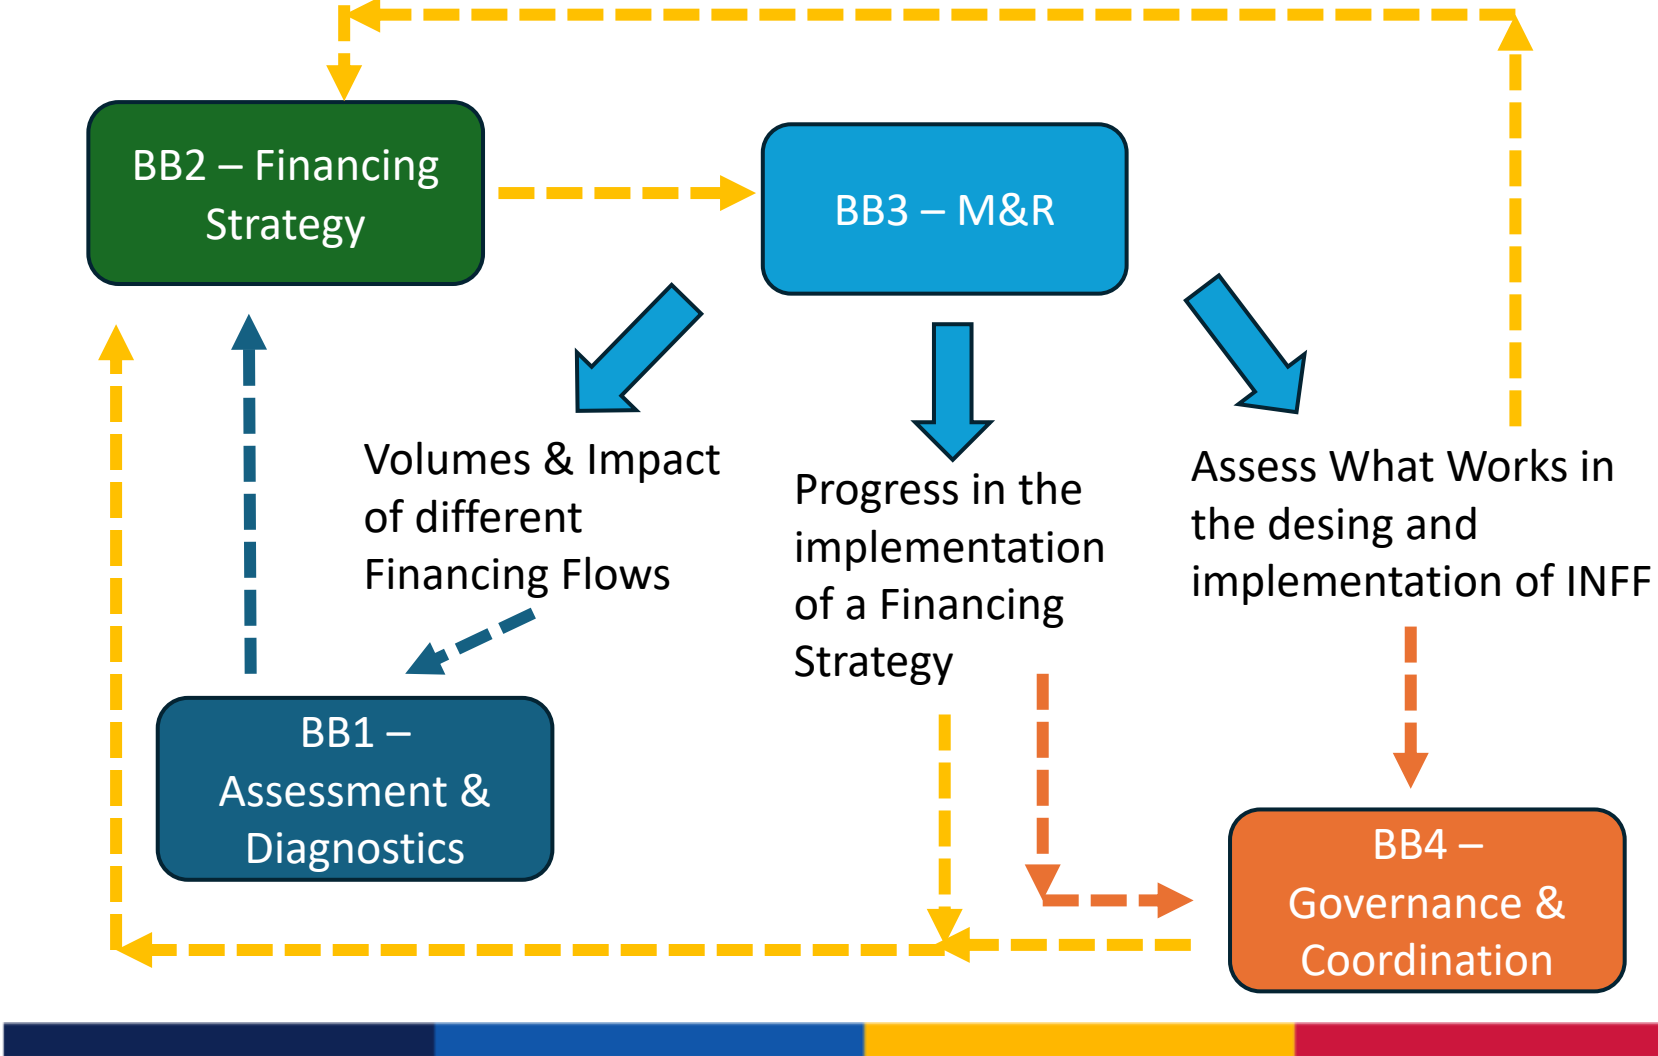 BB2 – Financing
Strategy
BB3 – M&R
Volumes & Impact
of different
Financing Flows
Progress in the
implementation
of a Financing
Strategy
Assess What Works in
the desing and
implementation of INFF
BB1 –
Assessment &
Diagnostics
BB4 –
Governance &
Coordination